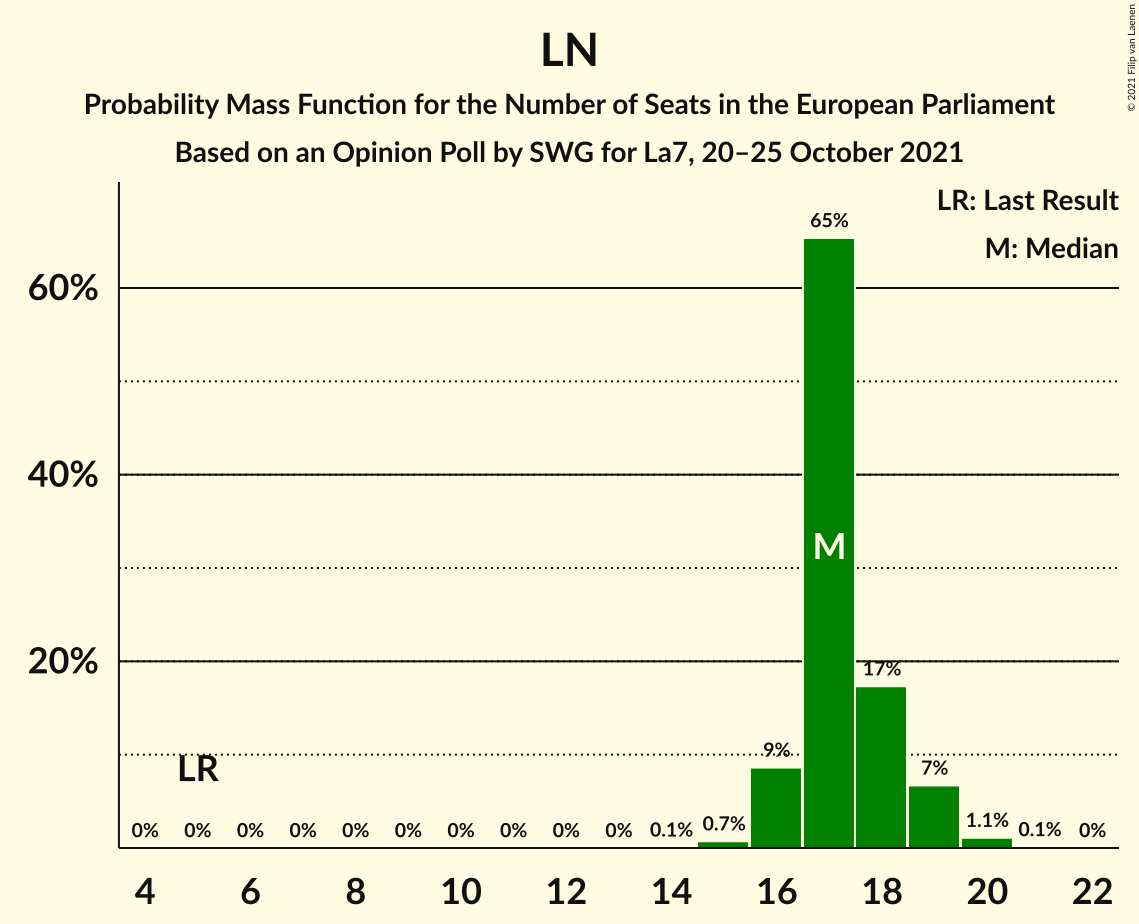 LN
Probability Mass Function for the Number of Seats in the European Parliament
Based on an Opinion Poll by SWG for La7, 20–25 October 2021
© 2021 Filip van Laenen
LR: Last Result
M: Median
65%
60%
40%
M
20%
17%
9%
LR
7%
0% 0% 0% 0% 0% 0% 0% 0% 0% 0% 0.1% 0.7% 1.1% 0.1% 0%
4 6 8 10 12 14 16 18 20 22